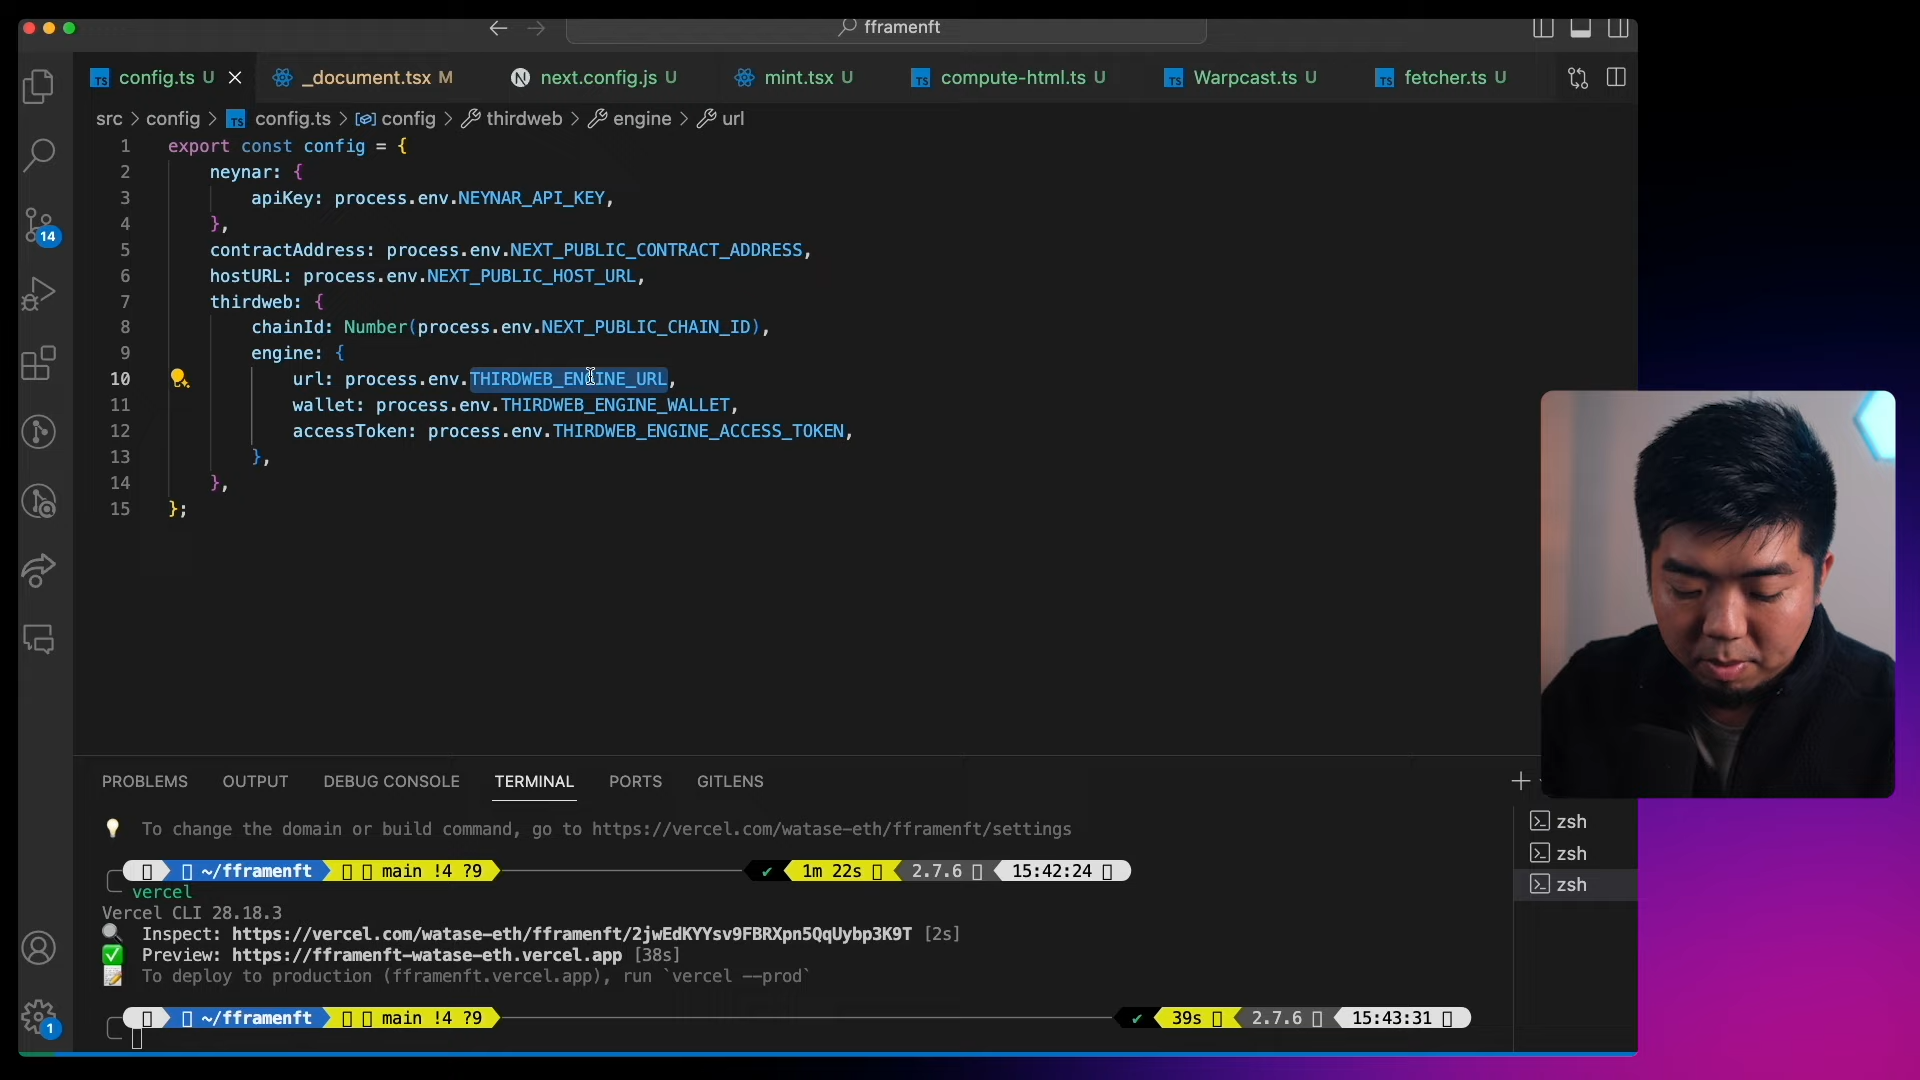 fframenft
config.ts U
_document.tsx M
next.config.js U
mint.tsx U
compute-html.ts U
Warpcast.ts U
fetcher.ts U
src > config > config.ts > config > thirdweb > engine > url
1 export const config = {
2 neynar: {
3 apiKey: process.env.NEYNAR_API_KEY,
4 },
5 contractAddress: process.env.NEXT_PUBLIC_CONTRACT_ADDRESS,
6 hostURL: process.env.NEXT_PUBLIC_HOST_URL,
7 thirdweb: {
8 chainId: Number(process.env.NEXT_PUBLIC_CHAIN_ID),
9 engine: {
10 url: process.env.THIRDWEB_ENGINE_URL,
11 wallet: process.env.THIRDWEB_ENGINE_WALLET,
12 accessToken: process.env.THIRDWEB_ENGINE_ACCESS_TOKEN,
13 },
14 },
15 };
14
1
PROBLEMS OUTPUT DEBUG CONSOLE TERMINAL PORTS GITLENS
To change the domain or build command, go to https://vercel.com/watase-eth/fframenft/settings
~/fframenft main !4 ?9 ✔ 1m 22s 2.7.6 15:42:24
vercel
Vercel CLI 28.18.3
Inspect: https://vercel.com/watase-eth/fframenft/2jwEdKYYsv9FBRXpn5QqUybp3K9T [2s]
Preview: https://fframenft-watase-eth.vercel.app [38s]
To deploy to production (fframenft.vercel.app), run `vercel --prod`
~/fframenft main !4 ?9 ✔ 39s 2.7.6 15:43:31
zsh
zsh
zsh